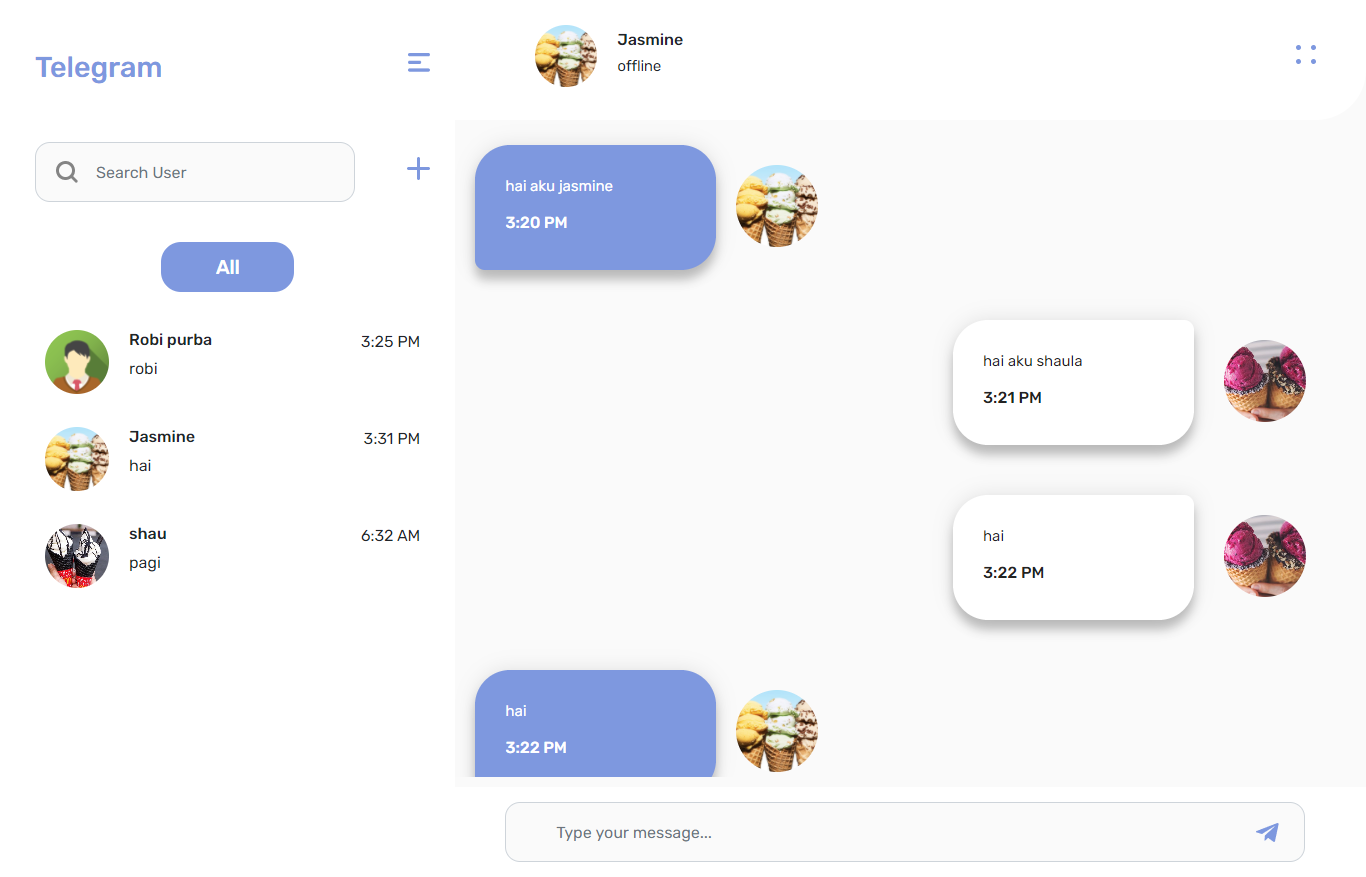 Telegram
Search User
All
Robi purba
3:25 PM
robi
Jasmine
3:31 PM
hai
shau
6:32 AM
pagi
Jasmine
offline
hai aku jasmine
3:20 PM
hai aku shaula
3:21 PM
hai
3:22 PM
hai
3:22 PM
Type your message...